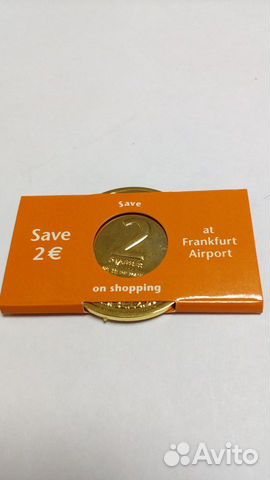 Save
Save
2 €
2
at
Frankfurt
Airport
on shopping
Avito